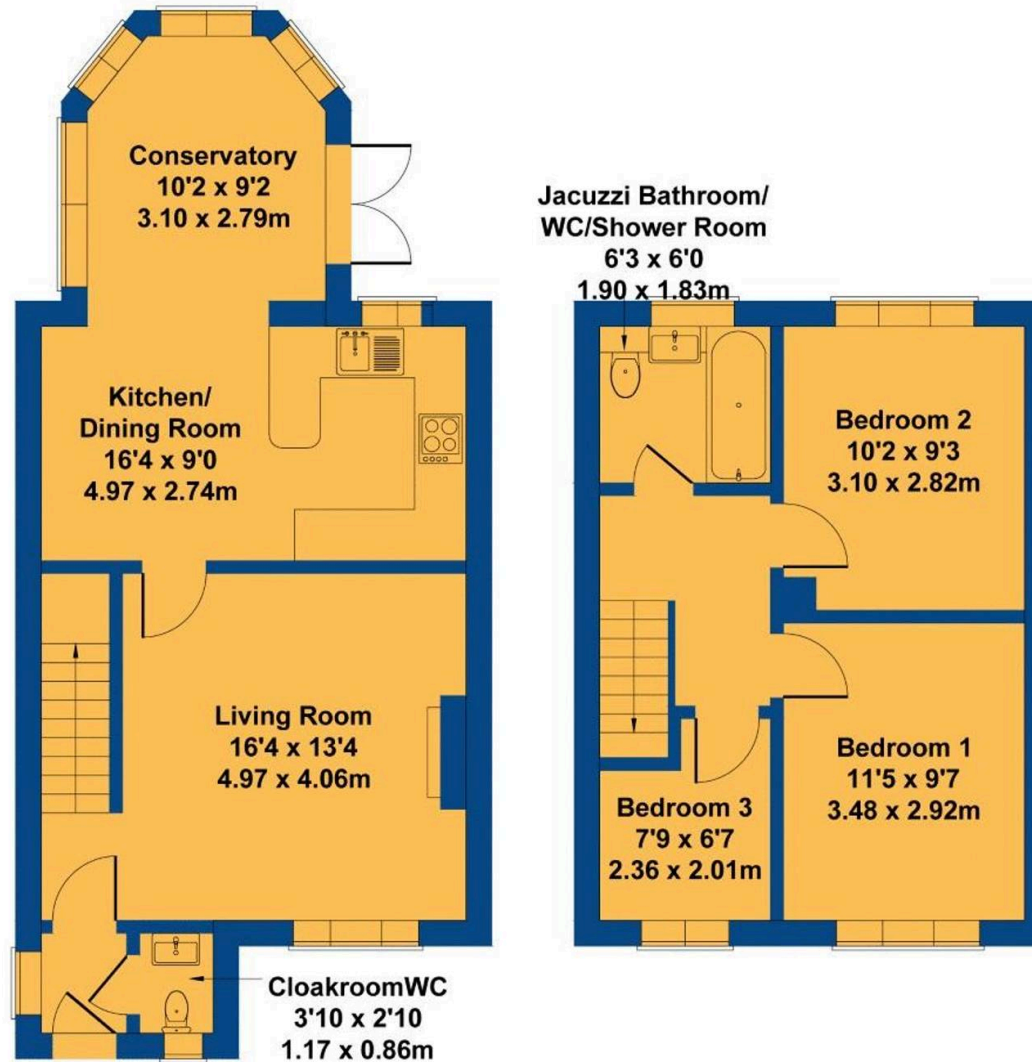 Conservatory
10'2 x 9'2
3.10 x 2.79m
Kitchen/
Dining Room
16'4 x 9'0
4.97 x 2.74m
Living Room
16'4 x 13'4
4.97 x 4.06m
CloakroomWC
3'10 x 2'10
1.17 x 0.86m
Jacuzzi Bathroom/
WC/Shower Room
6'3 x 6'0
1.90 x 1.83m
Bedroom 2
10'2 x 9'3
3.10 x 2.82m
Bedroom 1
11'5 x 9'7
3.48 x 2.92m
Bedroom 3
7'9 x 6'7
2.36 x 2.01m